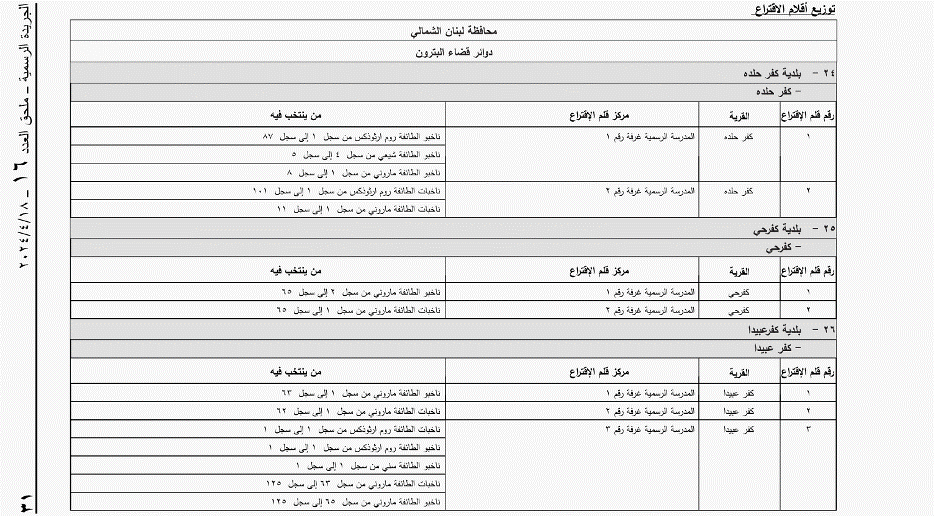 توزيع أقلام الاقتراع
محافظة لبنان الشمالي
دوائر قضاء البترون
٢٤ - بلدية كفر حلده
- كفر حلده
رقم قلم الإقتراع القرية مركز قلم الإقتراع من ينتخب فيه
١ كفر حلده المدرسة الرسمية غرفة رقم ١ ناخبو الطائفة روم ارثوذكس من سجل ١ إلى سجل ٨٧
ناخبو الطائفة شيعي من سجل ٤ إلى سجل ٥
ناخبو الطائفة ماروني من سجل ١ إلى سجل ٨
٢ كفر حلده المدرسة الرسمية غرفة رقم ٢ ناخبات الطائفة روم ارثوذكس من سجل ١ إلى سجل ١٠١
ناخبات الطائفة ماروني من سجل ١ إلى سجل ١١
٢٥ - بلدية كفرحي
- كفرحي
رقم قلم الإقتراع القرية مركز قلم الإقتراع من ينتخب فيه
١ كفرحي المدرسة الرسمية غرفة رقم ١ ناخبو الطائفة ماروني من سجل ٢ إلى سجل ٦٥
٢ كفرحي المدرسة الرسمية غرفة رقم ٢ ناخبات الطائفة ماروني من سجل ١ إلى سجل ٦٥
٢٦ - بلدية كفرعبيدا
- كفر عبيدا
رقم قلم الإقتراع القرية مركز قلم الإقتراع من ينتخب فيه
١ كفر عبيدا المدرسة الرسمية غرفة رقم ١ ناخبو الطائفة ماروني من سجل ١ إلى سجل ٦٣
٢ كفر عبيدا المدرسة الرسمية غرفة رقم ٢ ناخبات الطائفة ماروني من سجل ١ إلى سجل ٦٢
٣ كفر عبيدا المدرسة الرسمية غرفة رقم ٣ ناخبات الطائفة روم ارثوذكس من سجل ١ إلى سجل ١
ناخبو الطائفة روم ارثوذكس من سجل ١ إلى سجل ١
ناخبو الطائفة سني من سجل ١ إلى سجل ١
ناخبات الطائفة ماروني من سجل ٦٣ إلى سجل ١٢٥
ناخبو الطائفة ماروني من سجل ٦٥ إلى سجل ١٢٥
الجريدة الرسمية – ملحق العدد ١٦ – ٢٠٢٤/٤/١٨
٣١